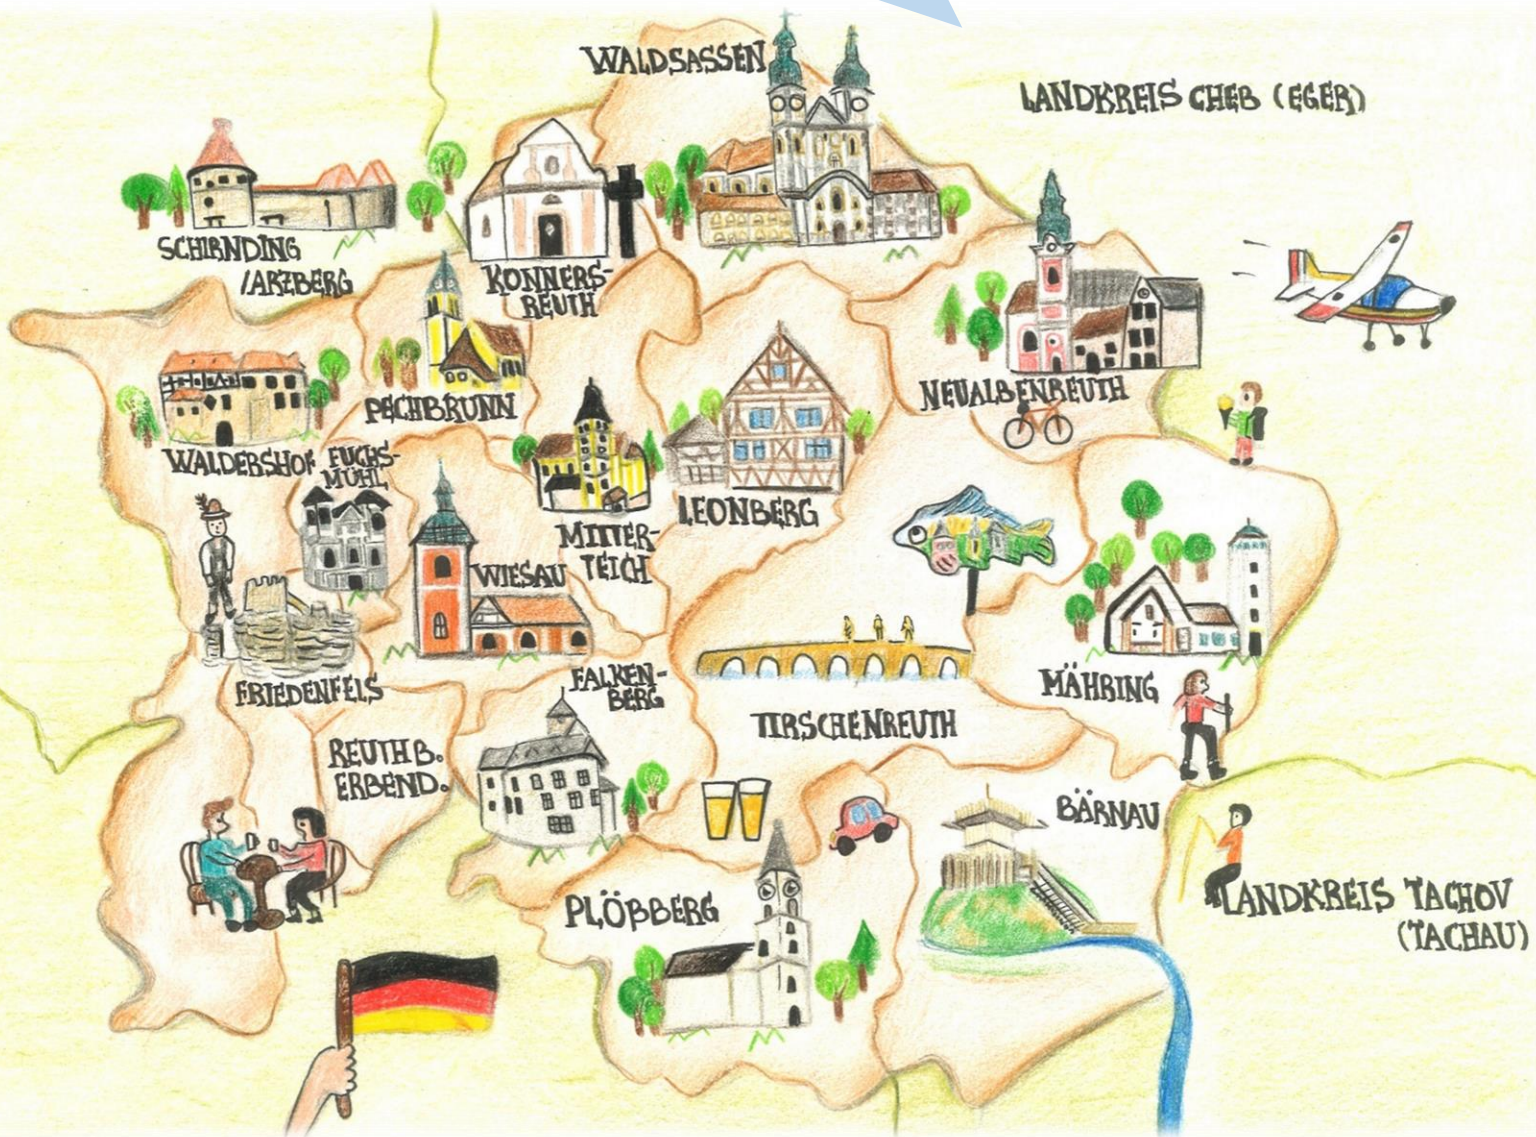 WALDSASSEN
LANDKREIS CHEB (EGER)
SCHIRNDING
/ARZBERG
KONNERS-
REUTH
NEUALBENREUTH
PECHBRUNN
WALDERSHOF
FUCHS-
MÜHL
LEONBERG
MITTER-
TEICH
WIESAU
FRIEDENFELS
FALKEN-
BERG
MÄHRING
TIRSCHENREUTH
REUTH B.
ERBEND.
BÄRNAU
PLÖßBERG
LANDKREIS TACHOV
(TACHAU)